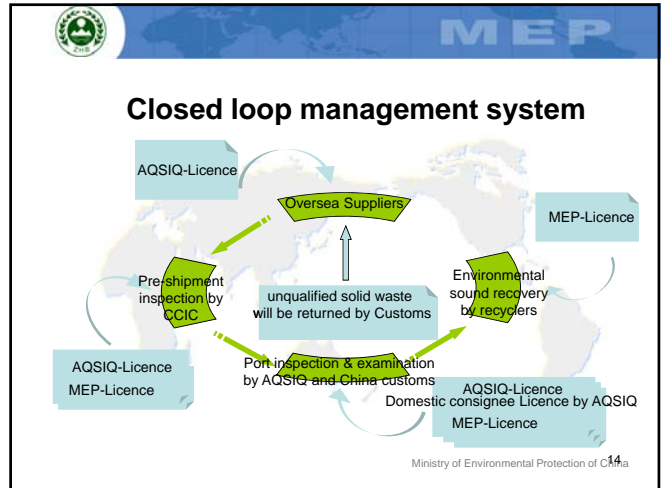 ZHB
MEP
Closed loop management system
AQSIQ-Licence
Oversea Suppliers
MEP-Licence
Pre-shipment
inspection by
CCIC
unqualified solid waste
will be returned by Customs
Environmental
sound recovery
by recyclers
Port inspection & examination
by AQSIQ and China customs
AQSIQ-Licence
MEP-Licence
AQSIQ-Licence
Domestic consignee Licence by AQSIQ
MEP-Licence
Ministry of Environmental Protection of China
14